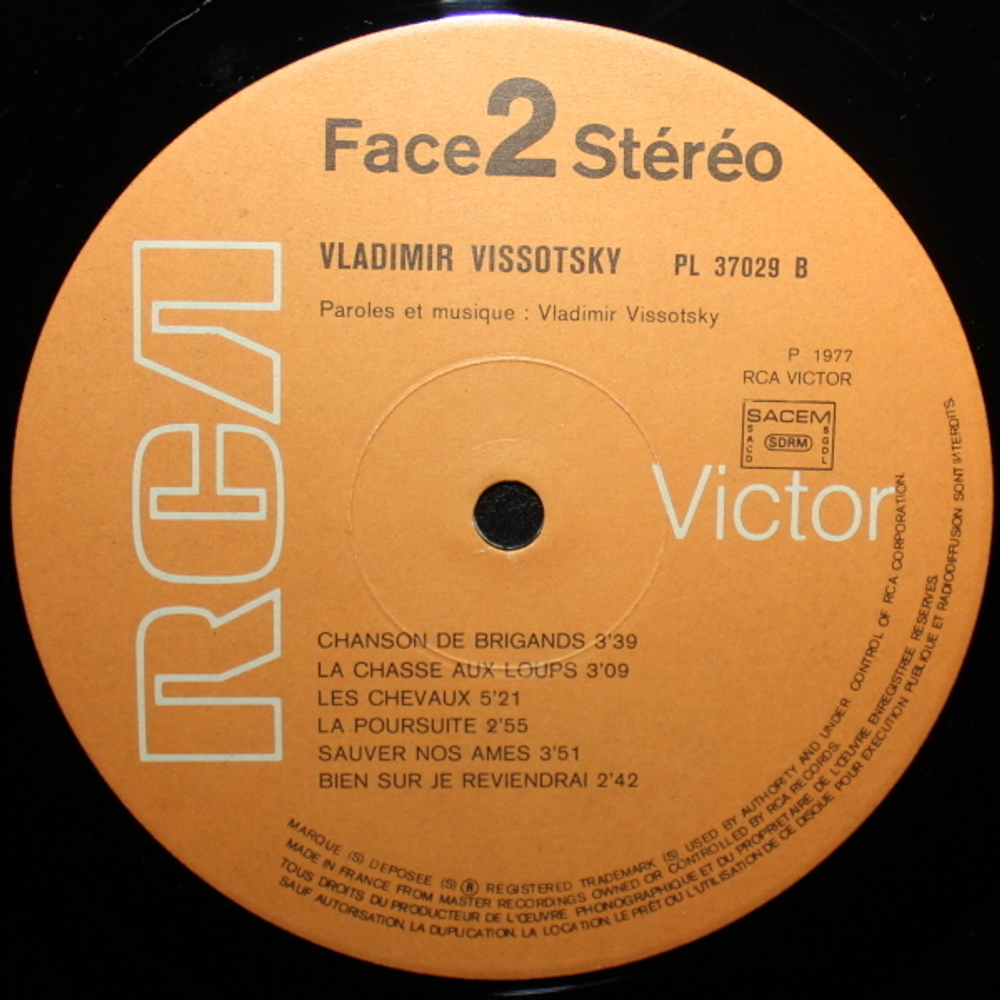 Face 2 Stéréo
VLADIMIR VISSOTSKY PL 37029 B
Paroles et musique : Vladimir Vissotsky
P 1977
RCA VICTOR
SACEM
SACD SDRM SGDL
RCA
Victor
CHANSON DE BRIGANDS 3'39
LA CHASSE AUX LOUPS 3'09
LES CHEVAUX 5'21
LA POURSUITE 2'55
SAUVER NOS AMES 3'51
BIEN SUR JE REVIENDRAI 2'42
MARQUE (S) DEPOSEE (S) ® REGISTERED TRADEMARK (S) USED BY AUTHORITY AND UNDER CONTROL OF RCA CORPORATION.
MADE IN FRANCE FROM MASTER RECORDINGS OWNED OR CONTROLLED BY RCA RECORDS.
TOUS DROITS DU PRODUCTEUR DE L'ŒUVRE PHONOGRAPHIQUE ET DU PROPRIETAIRE DE L'ŒUVRE ENREGISTREE RESERVES.
SAUF AUTORISATION, LA DUPLICATION, LA LOCATION, LE PRÊT OU L'UTILISATION DE CE DISQUE POUR EXECUTION PUBLIQUE ET RADIODIFFUSION SONT INTERDITS.